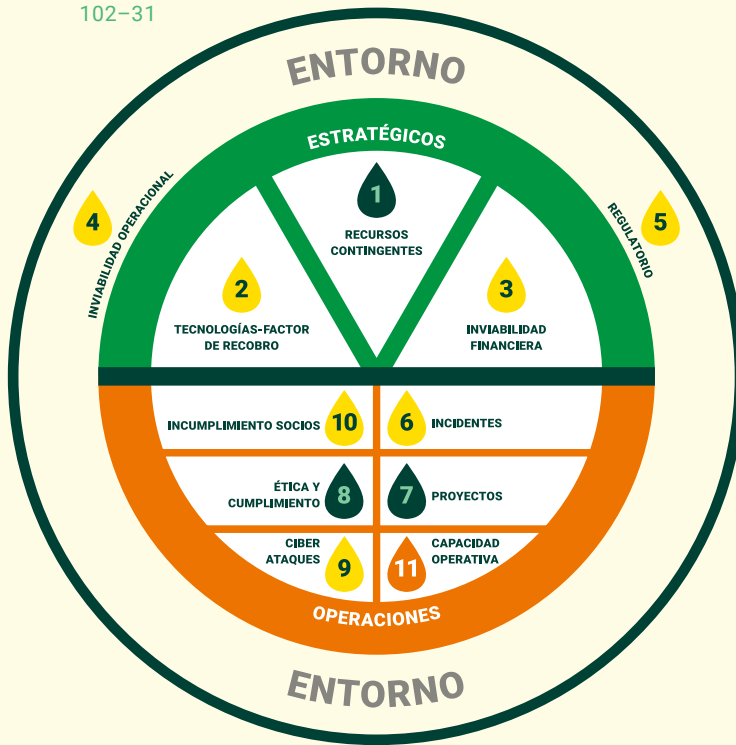 102–31
ENTORNO
ESTRATÉGICOS
1
RECURSOS
CONTINGENTES
4
INVIABILIDAD OPERACIONAL
5
REGULATORIO
2
TECNOLOGÍAS-FACTOR
DE RECOBRO
3
INVIABILIDAD
FINANCIERA
INCUMPLIMIENTO SOCIOS
10
6
INCIDENTES
ÉTICA Y
CUMPLIMIENTO
8
7
PROYECTOS
CIBER
ATAQUES
9
11
CAPACIDAD
OPERATIVA
OPERACIONES
ENTORNO